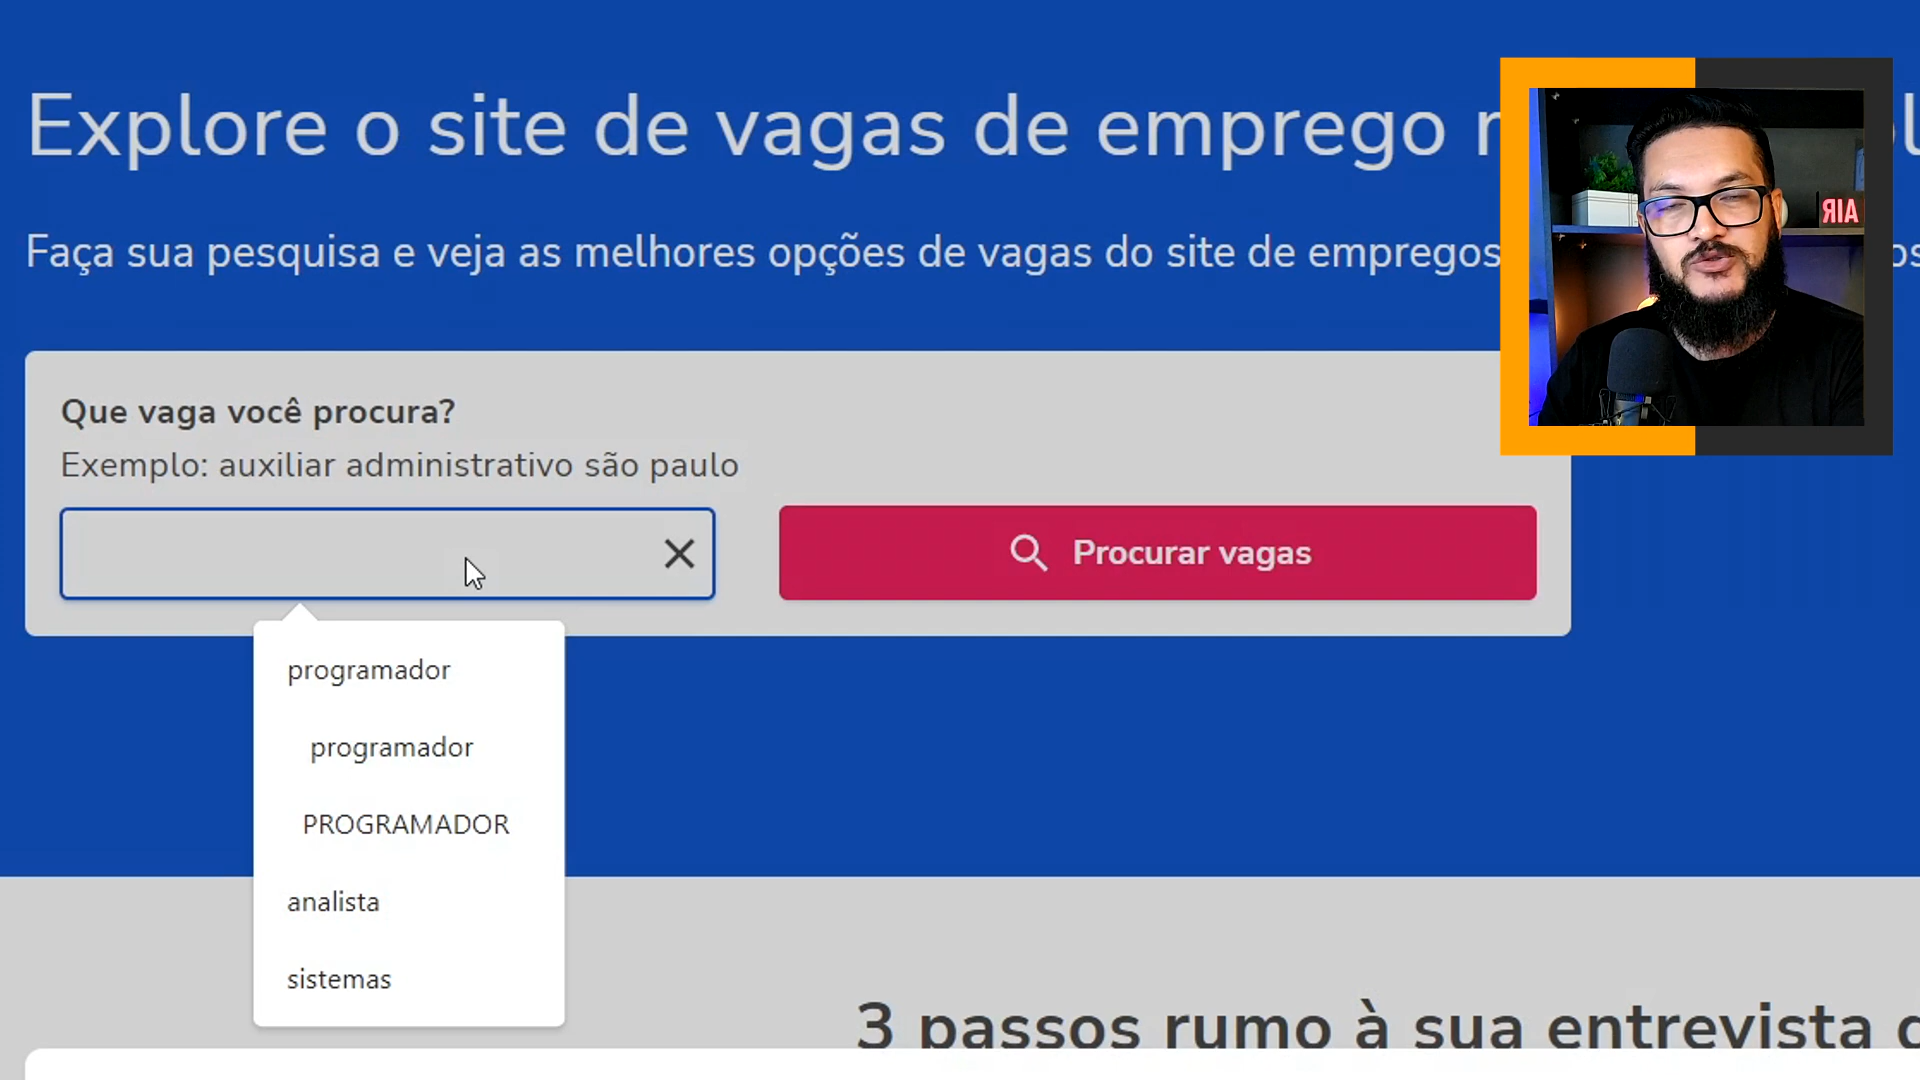 Explore o site de vagas de emprego
Faça sua pesquisa e veja as melhores opções de vagas do site de empregos
AIR
Que vaga você procura?
Exemplo: auxiliar administrativo são paulo
Procurar vagas
programador
programador
PROGRAMADOR
analista
sistemas
3 passos rumo à sua entrevista